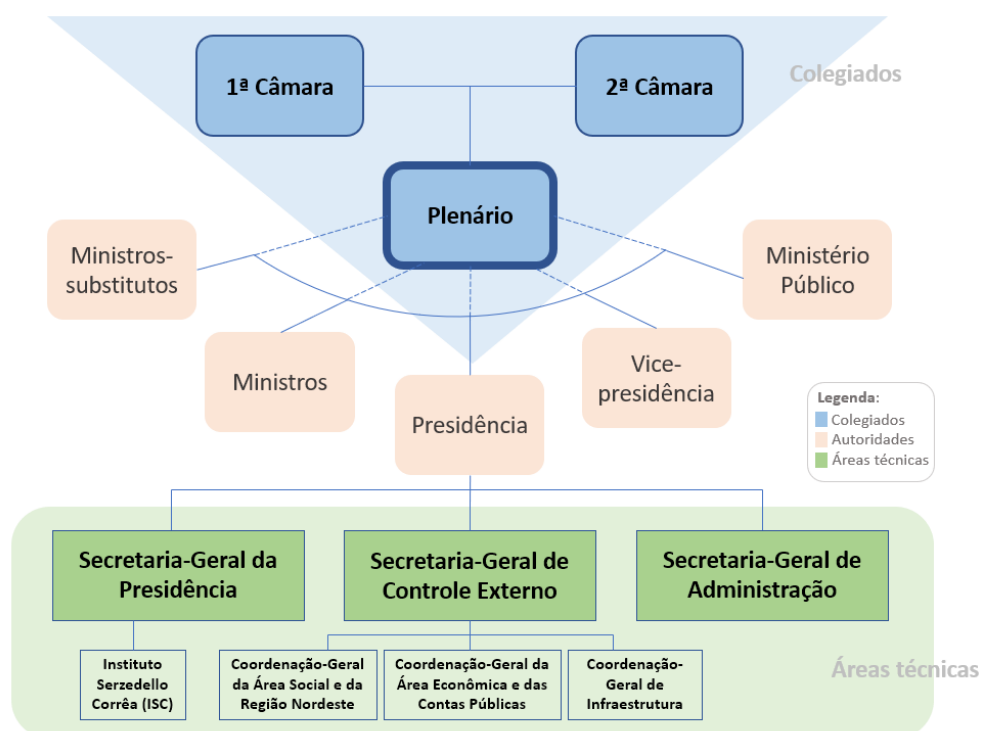 1ª Câmara
2ª Câmara
Colegiados
Plenário
Ministros-
substitutos
Ministério
Público
Ministros
Vice-
presidência
Presidência
Legenda:
Colegiados
Autoridades
Áreas técnicas
Secretaria-Geral da
Presidência
Secretaria-Geral de
Controle Externo
Secretaria-Geral de
Administração
Instituto
Serzedello
Corrêa (ISC)
Coordenação-Geral
da Área Social e da
Região Nordeste
Coordenação-Geral da
Área Econômica e das
Contas Públicas
Coordenação-
Geral de
Infraestrutura
Áreas técnicas